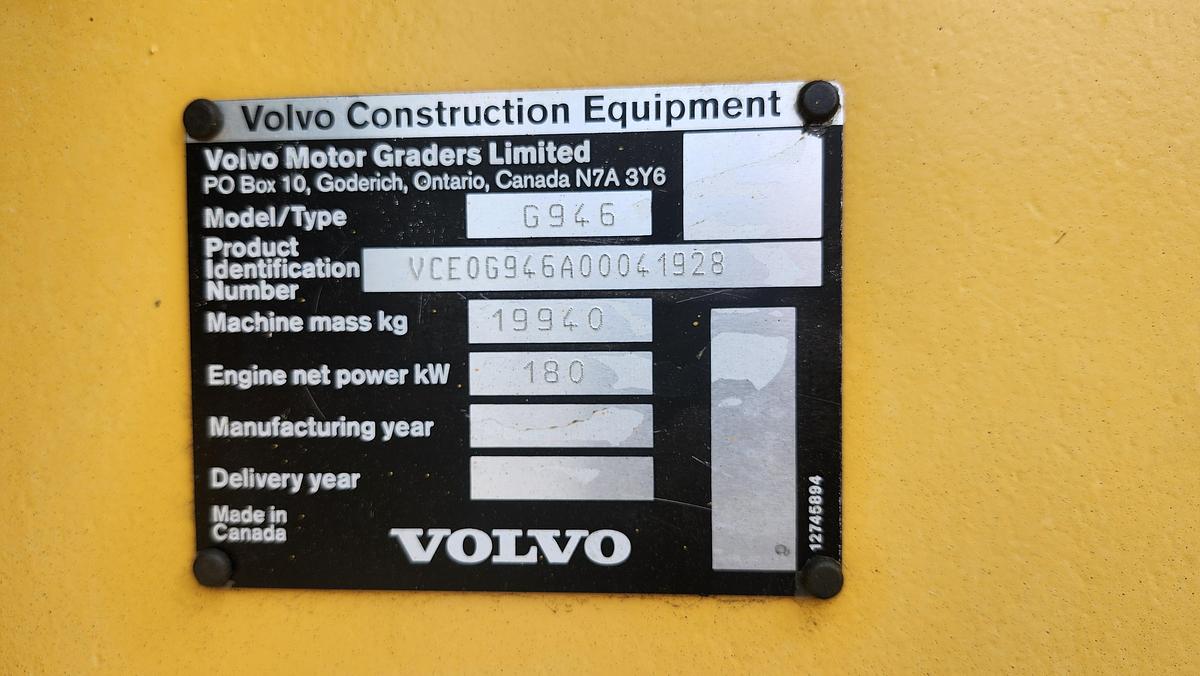 Volvo Construction Equipment
Volvo Motor Graders Limited
PO Box 10, Goderich, Ontario, Canada N7A 3Y6
Model/Type G946
Product Identification Number VCE0G946A00041928
Machine mass kg 19940
Engine net power kW 180
Manufacturing year
Delivery year
Made in
Canada
VOLVO
12745894